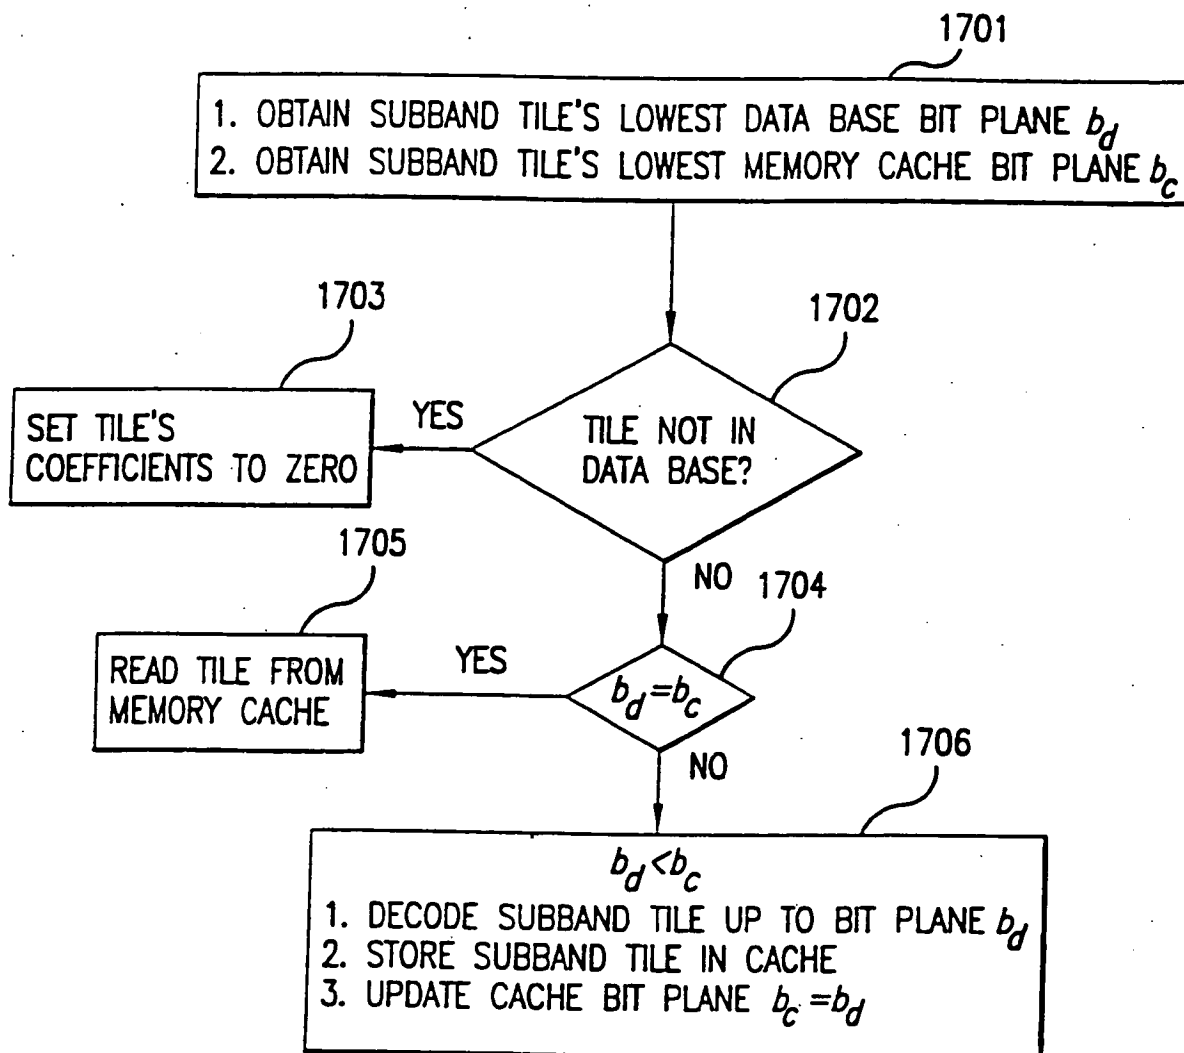 1701
1. OBTAIN SUBBAND TILE'S LOWEST DATA BASE BIT PLANE b_d
2. OBTAIN SUBBAND TILE'S LOWEST MEMORY CACHE BIT PLANE b_c
1703
1702
SET TILE'S
COEFFICIENTS TO ZERO
YES
TILE NOT IN
DATA BASE?
NO
1705
1704
READ TILE FROM
MEMORY CACHE
YES
b_d=b_c
NO
1706
b_d<b_c
1. DECODE SUBBAND TILE UP TO BIT PLANE b_d
2. STORE SUBBAND TILE IN CACHE
3. UPDATE CACHE BIT PLANE b_c=b_d